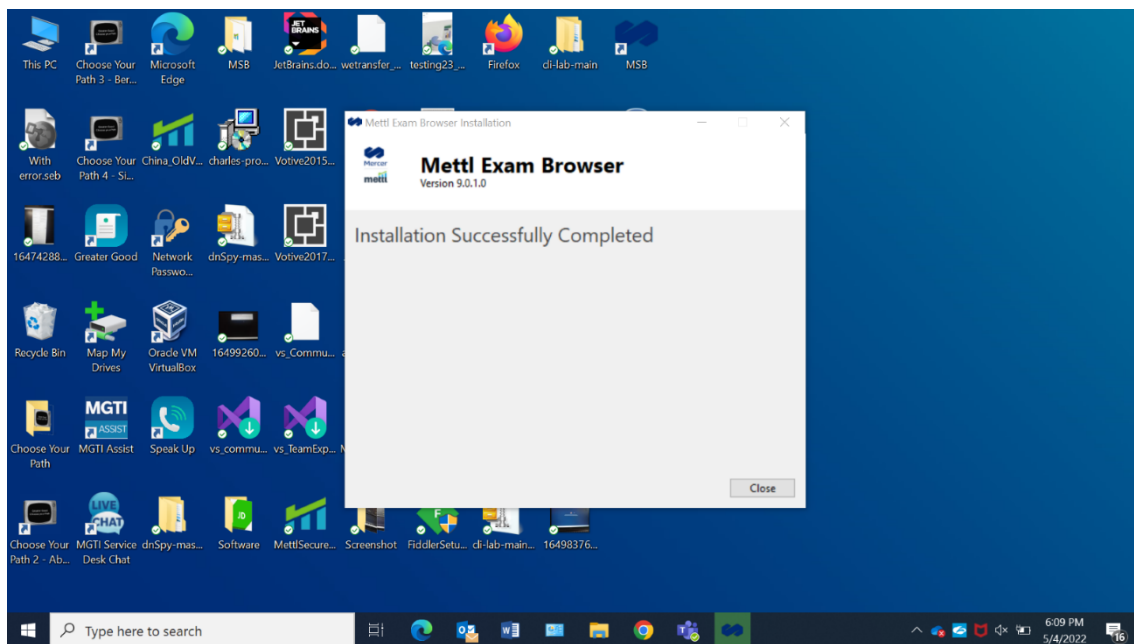 JET
BRAINS
This PC
Choose Your
Path 3 - Ber...
Microsoft
Edge
MSB
JetBrains.do...
wetransfer_...
testing23_...
Firefox
di-lab-main
MSB
With
error.seb
Choose Your
Path 4 - Si...
China_OldV...
charles-pro...
Votive2015...
16474288...
Greater Good
Network
Passwo...
dnSpy-mas...
Votive2017...
Recycle Bin
Map My
Drives
Oracle VM
VirtualBox
16499260...
vs_Commu...
MGTI
ASSIST
Choose Your
Path
MGTI Assist
Speak Up
vs_commu...
vs_TeamExp...
LIVE
CHAT
JD
Choose Your
Path 2 - Ab...
MGTI Service
Desk Chat
dnSpy-mas...
Software
MettlSecure...
Screenshot
FiddlerSetu...
di-lab-main...
16498376...
Mettl Exam Browser Installation
Mercer
mettl
Mettl Exam Browser
Version 9.0.1.0
Installation Successfully Completed
Close
Type here to search
6:09 PM
5/4/2022
16